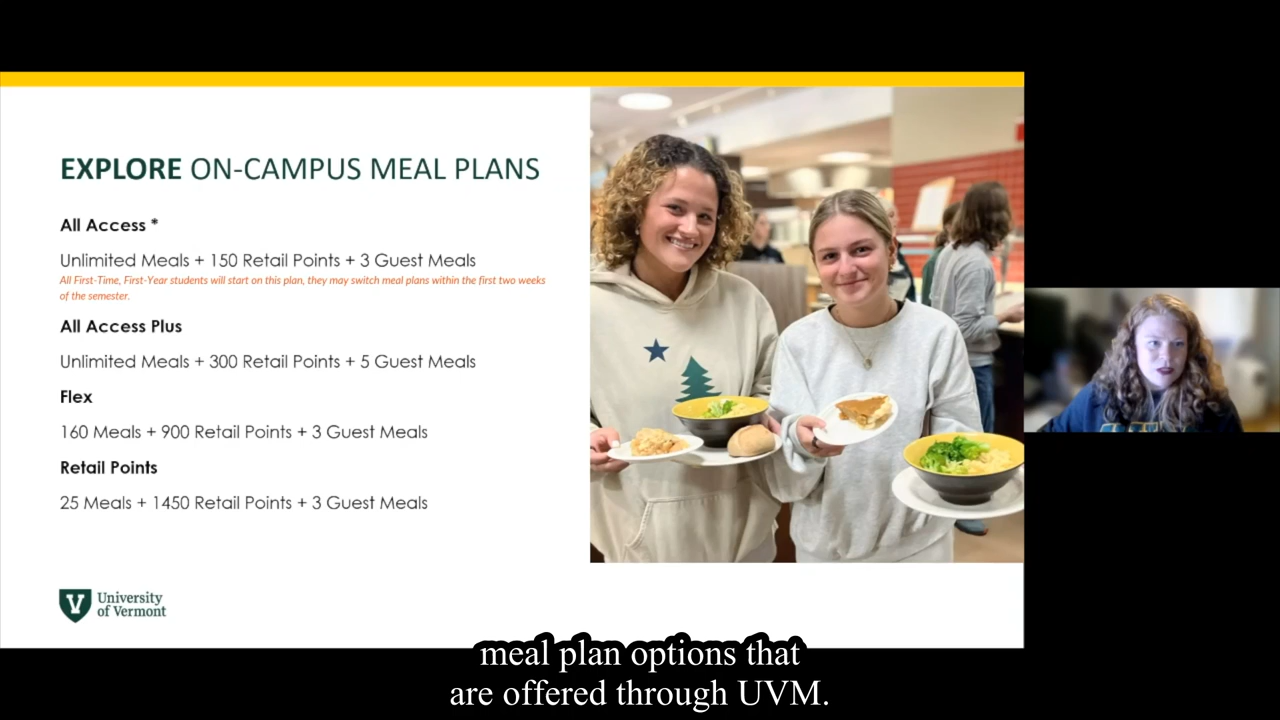 EXPLORE ON-CAMPUS MEAL PLANS
All Access *
Unlimited Meals + 150 Retail Points + 3 Guest Meals
All First-Time, First-Year students will start on this plan, they may switch meal plans within the first two weeks
of the semester.
All Access Plus
Unlimited Meals + 300 Retail Points + 5 Guest Meals
Flex
160 Meals + 900 Retail Points + 3 Guest Meals
Retail Points
25 Meals + 1450 Retail Points + 3 Guest Meals
V University
of Vermont
meal plan options that
are offered through UVM.